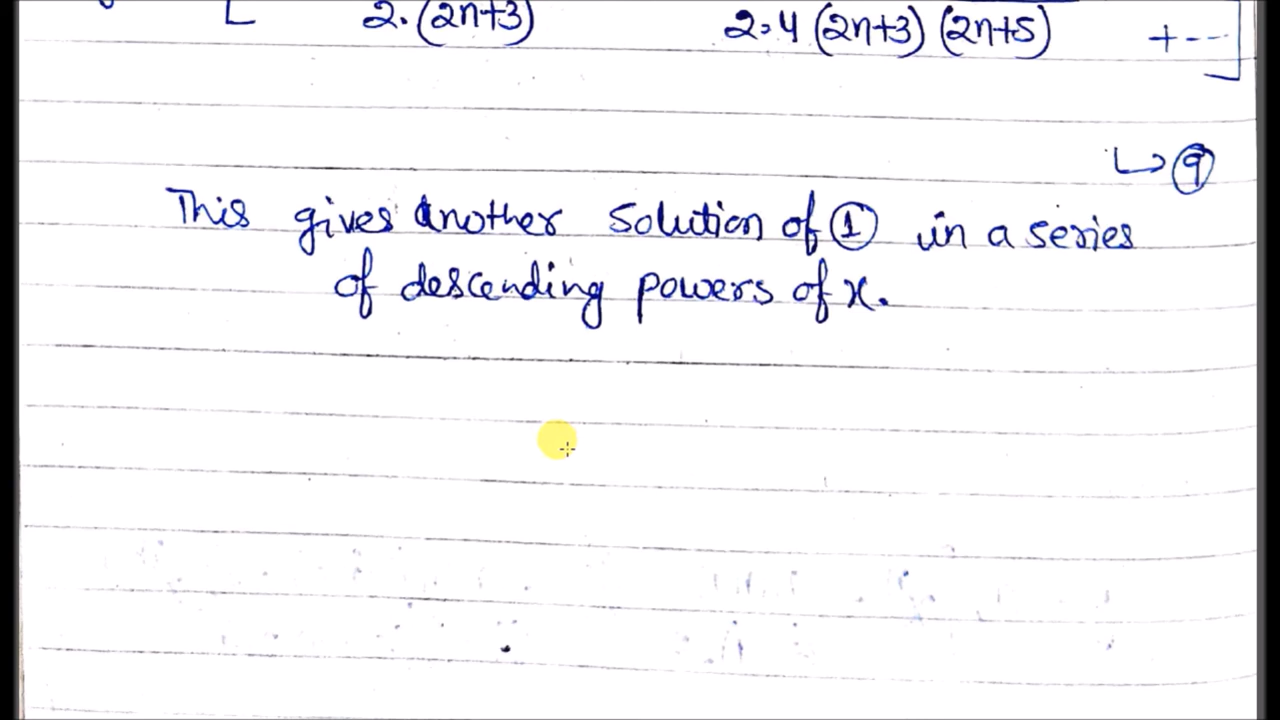 [ 2.(2n+3) 2.4 (2n+3) (2n+5) +---]
↳ 9
This gives another Solution of ① in a series
of descending powers of x.